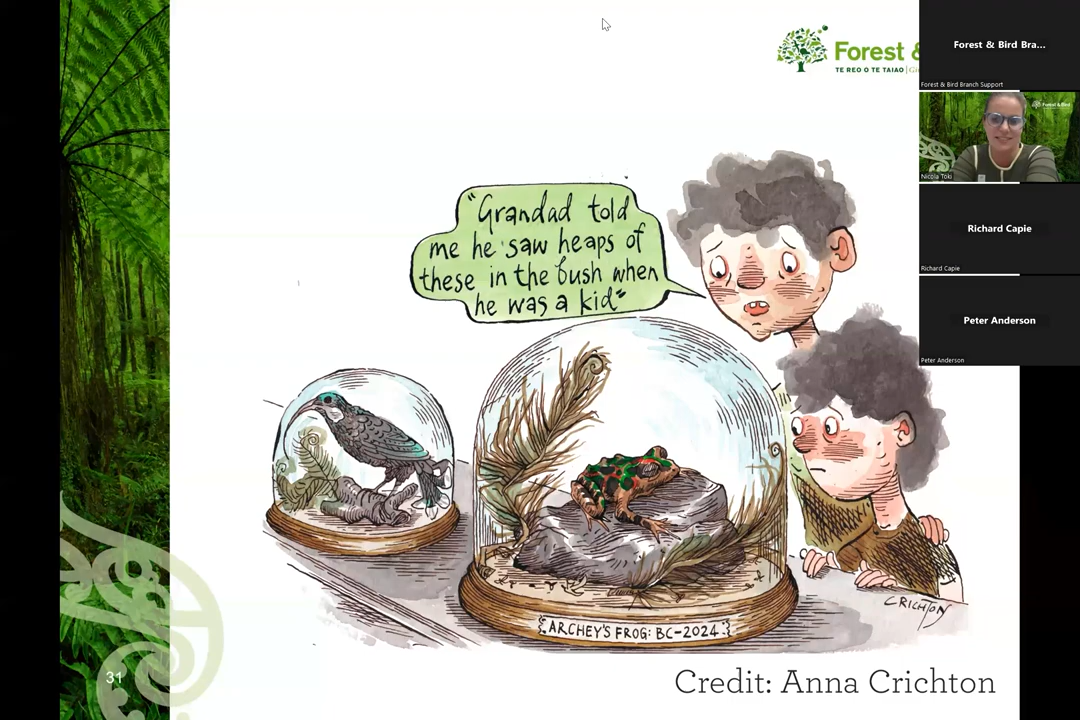 Forest &
TE REO O TE TAIAO |
"Grandad told
me he saw heaps of
these in the bush when
he was a kid"
ARCHEY'S FROG: BC-2024
CRICHTON
Credit: Anna Crichton
31
Forest & Bird Bra...
Forest & Bird Branch Support
Forest & Bird
Nicola Toki
Richard Capie
Richard Capie
Peter Anderson
Peter Anderson